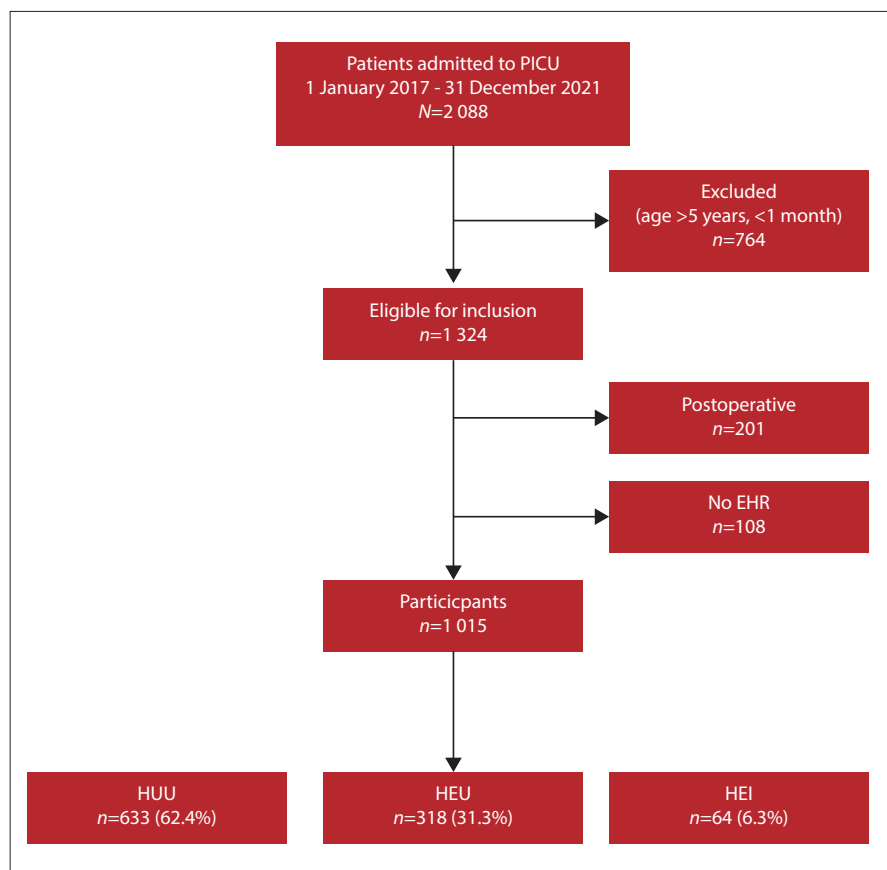 Patients admitted to PICU
1 January 2017 - 31 December 2021
N=2 088
Excluded
(age >5 years, <1 month)
n=764
Eligible for inclusion
n=1 324
Postoperative
n=201
No EHR
n=108
Particicpants
n=1 015
HUU
n=633 (62.4%)
HEU
n=318 (31.3%)
HEI
n=64 (6.3%)